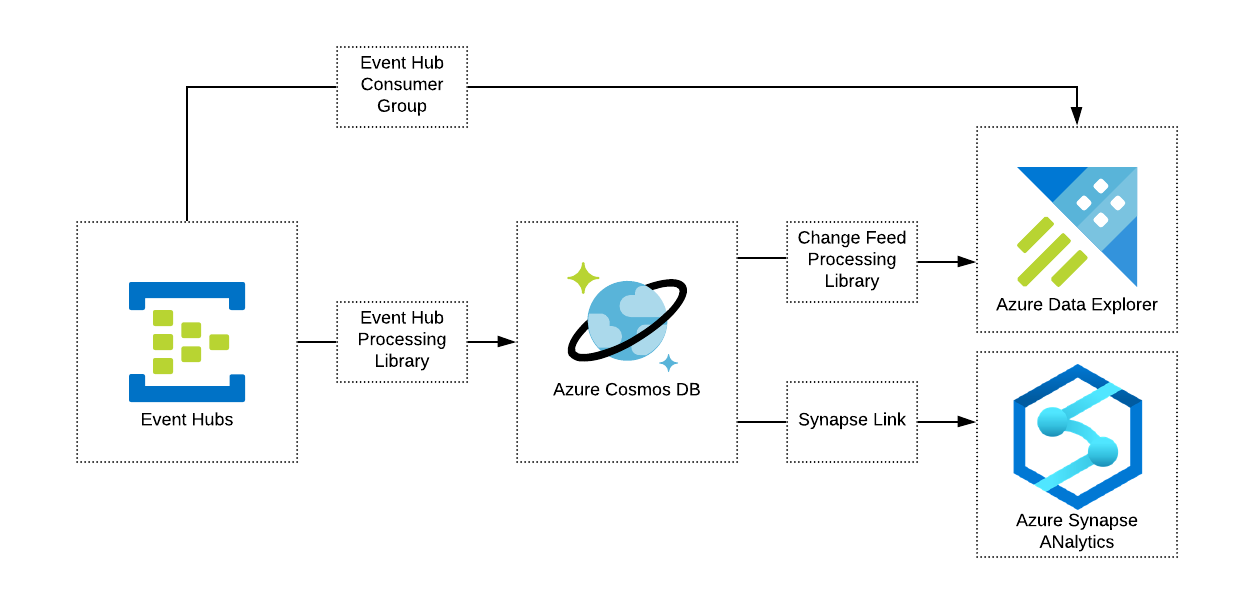 Event Hub
Consumer
Group
Event Hubs
Event Hub
Processing
Library
Azure Cosmos DB
Change Feed
Processing
Library
Synapse Link
Azure Data Explorer
Azure Synapse
ANalytics